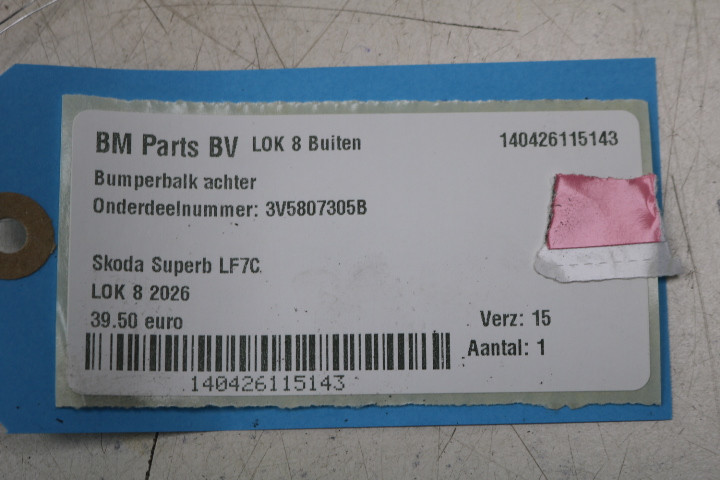 BM Parts BV LOK 8 Buiten 140426115143
Bumperbalk achter
Onderdeelnummer: 3V5807305B
Skoda Superb LF7C
LOK 8 2026
39.50 euro Verz: 15
Aantal: 1
140426115143